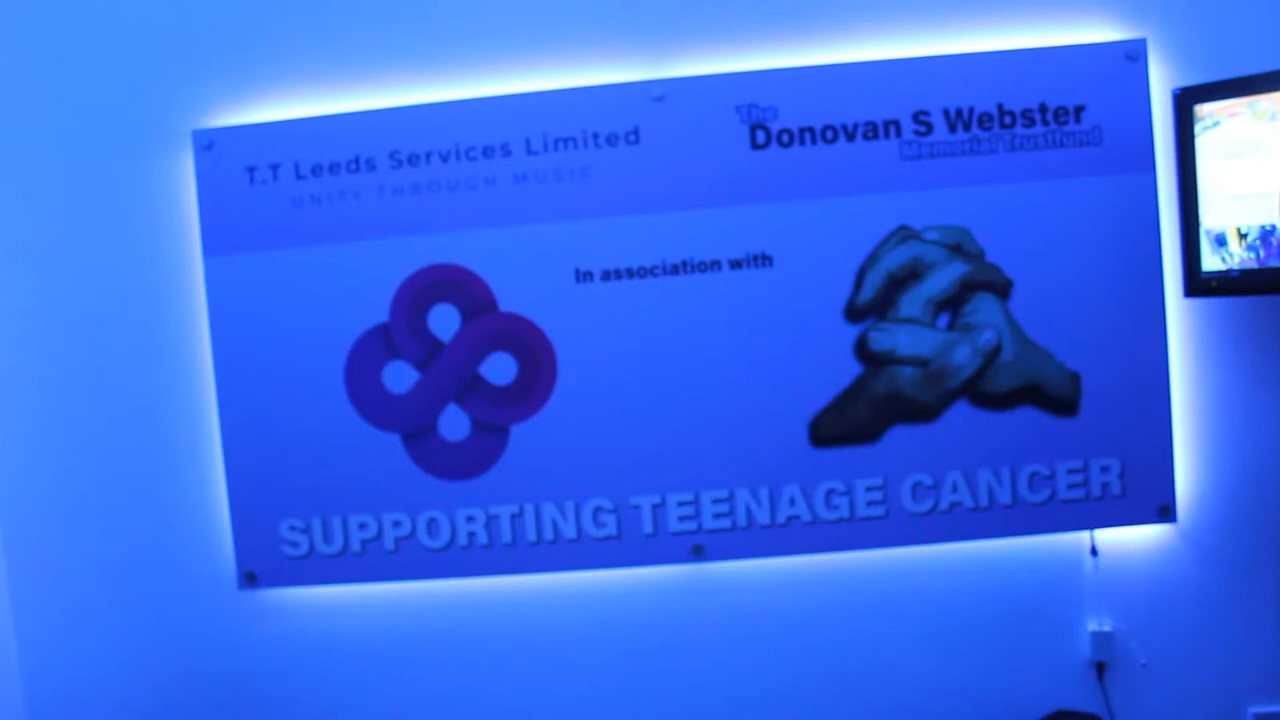 T.T Leeds Services Limited
UNITY THROUGH MUSIC
The
Donovan S Webster
Memorial Trustfund
In association with
SUPPORTING TEENAGE CANCER